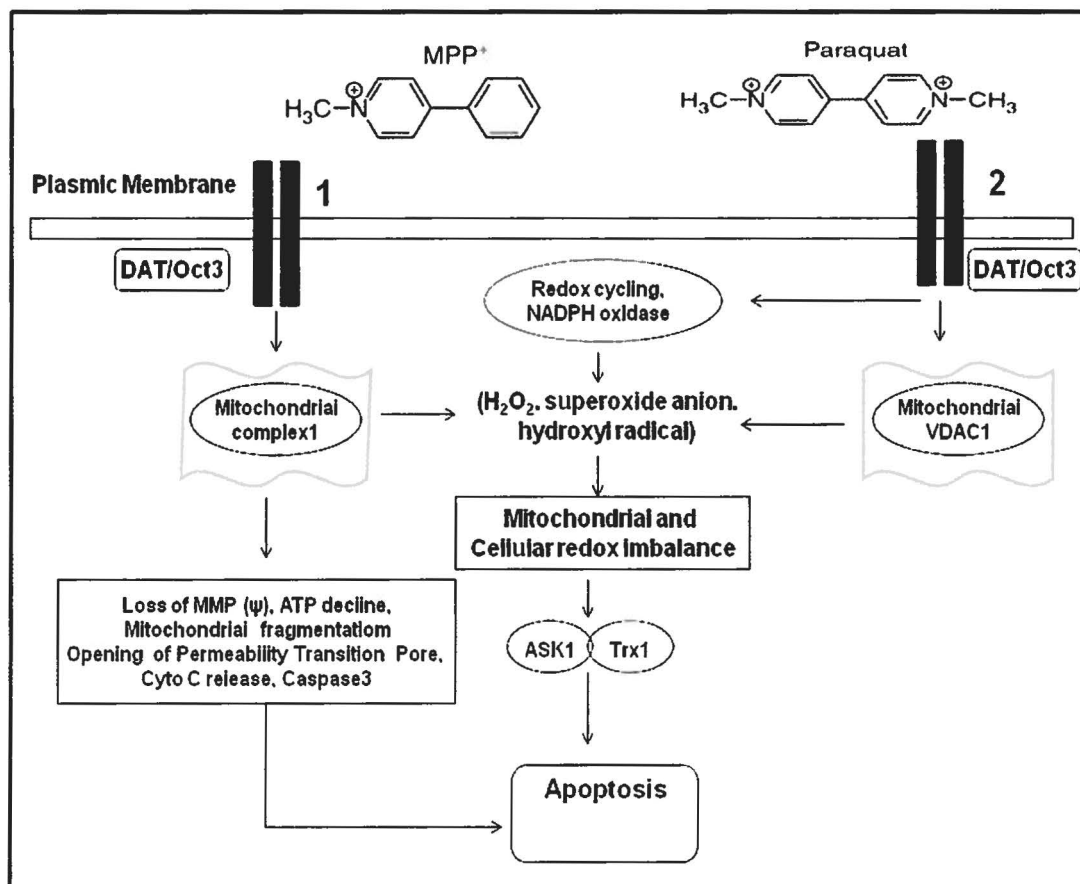 MPP+
Paraquat
H3C
N
+
+
N
+
N
CH3
H3C
Plasmic Membrane
1
2
DAT/Oct3
DAT/Oct3
Redox cycling,
NADPH oxidase
Mitochondrial
complex1
(H2O2. superoxide anion.
hydroxyl radical)
Mitochondrial
VDAC1
Mitochondrial and
Cellular redox imbalance
Loss of MMP (ψ), ATP decline,
Mitochondrial fragmentatiom
Opening of Permeability Transition Pore,
Cyto C release, Caspase3
ASK1
Trx1
Apoptosis